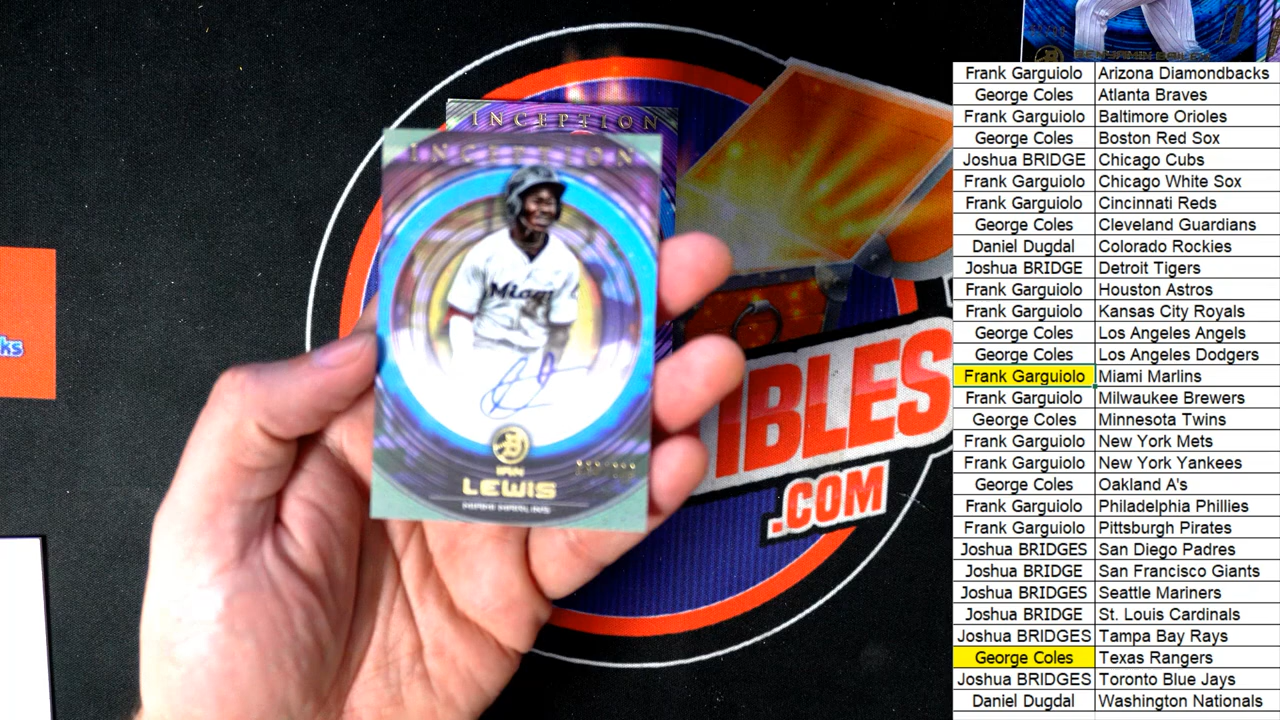 INCEPTION
INCEPTION
Miami
IAN
LEWIS
MIAMI MARLINS
ks
IBLES
.COM
Frank Garguiolo Arizona Diamondbacks
George Coles Atlanta Braves
Frank Garguiolo Baltimore Orioles
George Coles Boston Red Sox
Joshua BRIDGE Chicago Cubs
Frank Garguiolo Chicago White Sox
Frank Garguiolo Cincinnati Reds
George Coles Cleveland Guardians
Daniel Dugdal Colorado Rockies
Joshua BRIDGE Detroit Tigers
Frank Garguiolo Houston Astros
Frank Garguiolo Kansas City Royals
George Coles Los Angeles Angels
George Coles Los Angeles Dodgers
Frank Garguiolo Miami Marlins
Frank Garguiolo Milwaukee Brewers
George Coles Minnesota Twins
Frank Garguiolo New York Mets
Frank Garguiolo New York Yankees
George Coles Oakland A's
Frank Garguiolo Philadelphia Phillies
Frank Garguiolo Pittsburgh Pirates
Joshua BRIDGES San Diego Padres
Joshua BRIDGE San Francisco Giants
Joshua BRIDGES Seattle Mariners
Joshua BRIDGE St. Louis Cardinals
Joshua BRIDGES Tampa Bay Rays
George Coles Texas Rangers
Joshua BRIDGES Toronto Blue Jays
Daniel Dugdal Washington Nationals